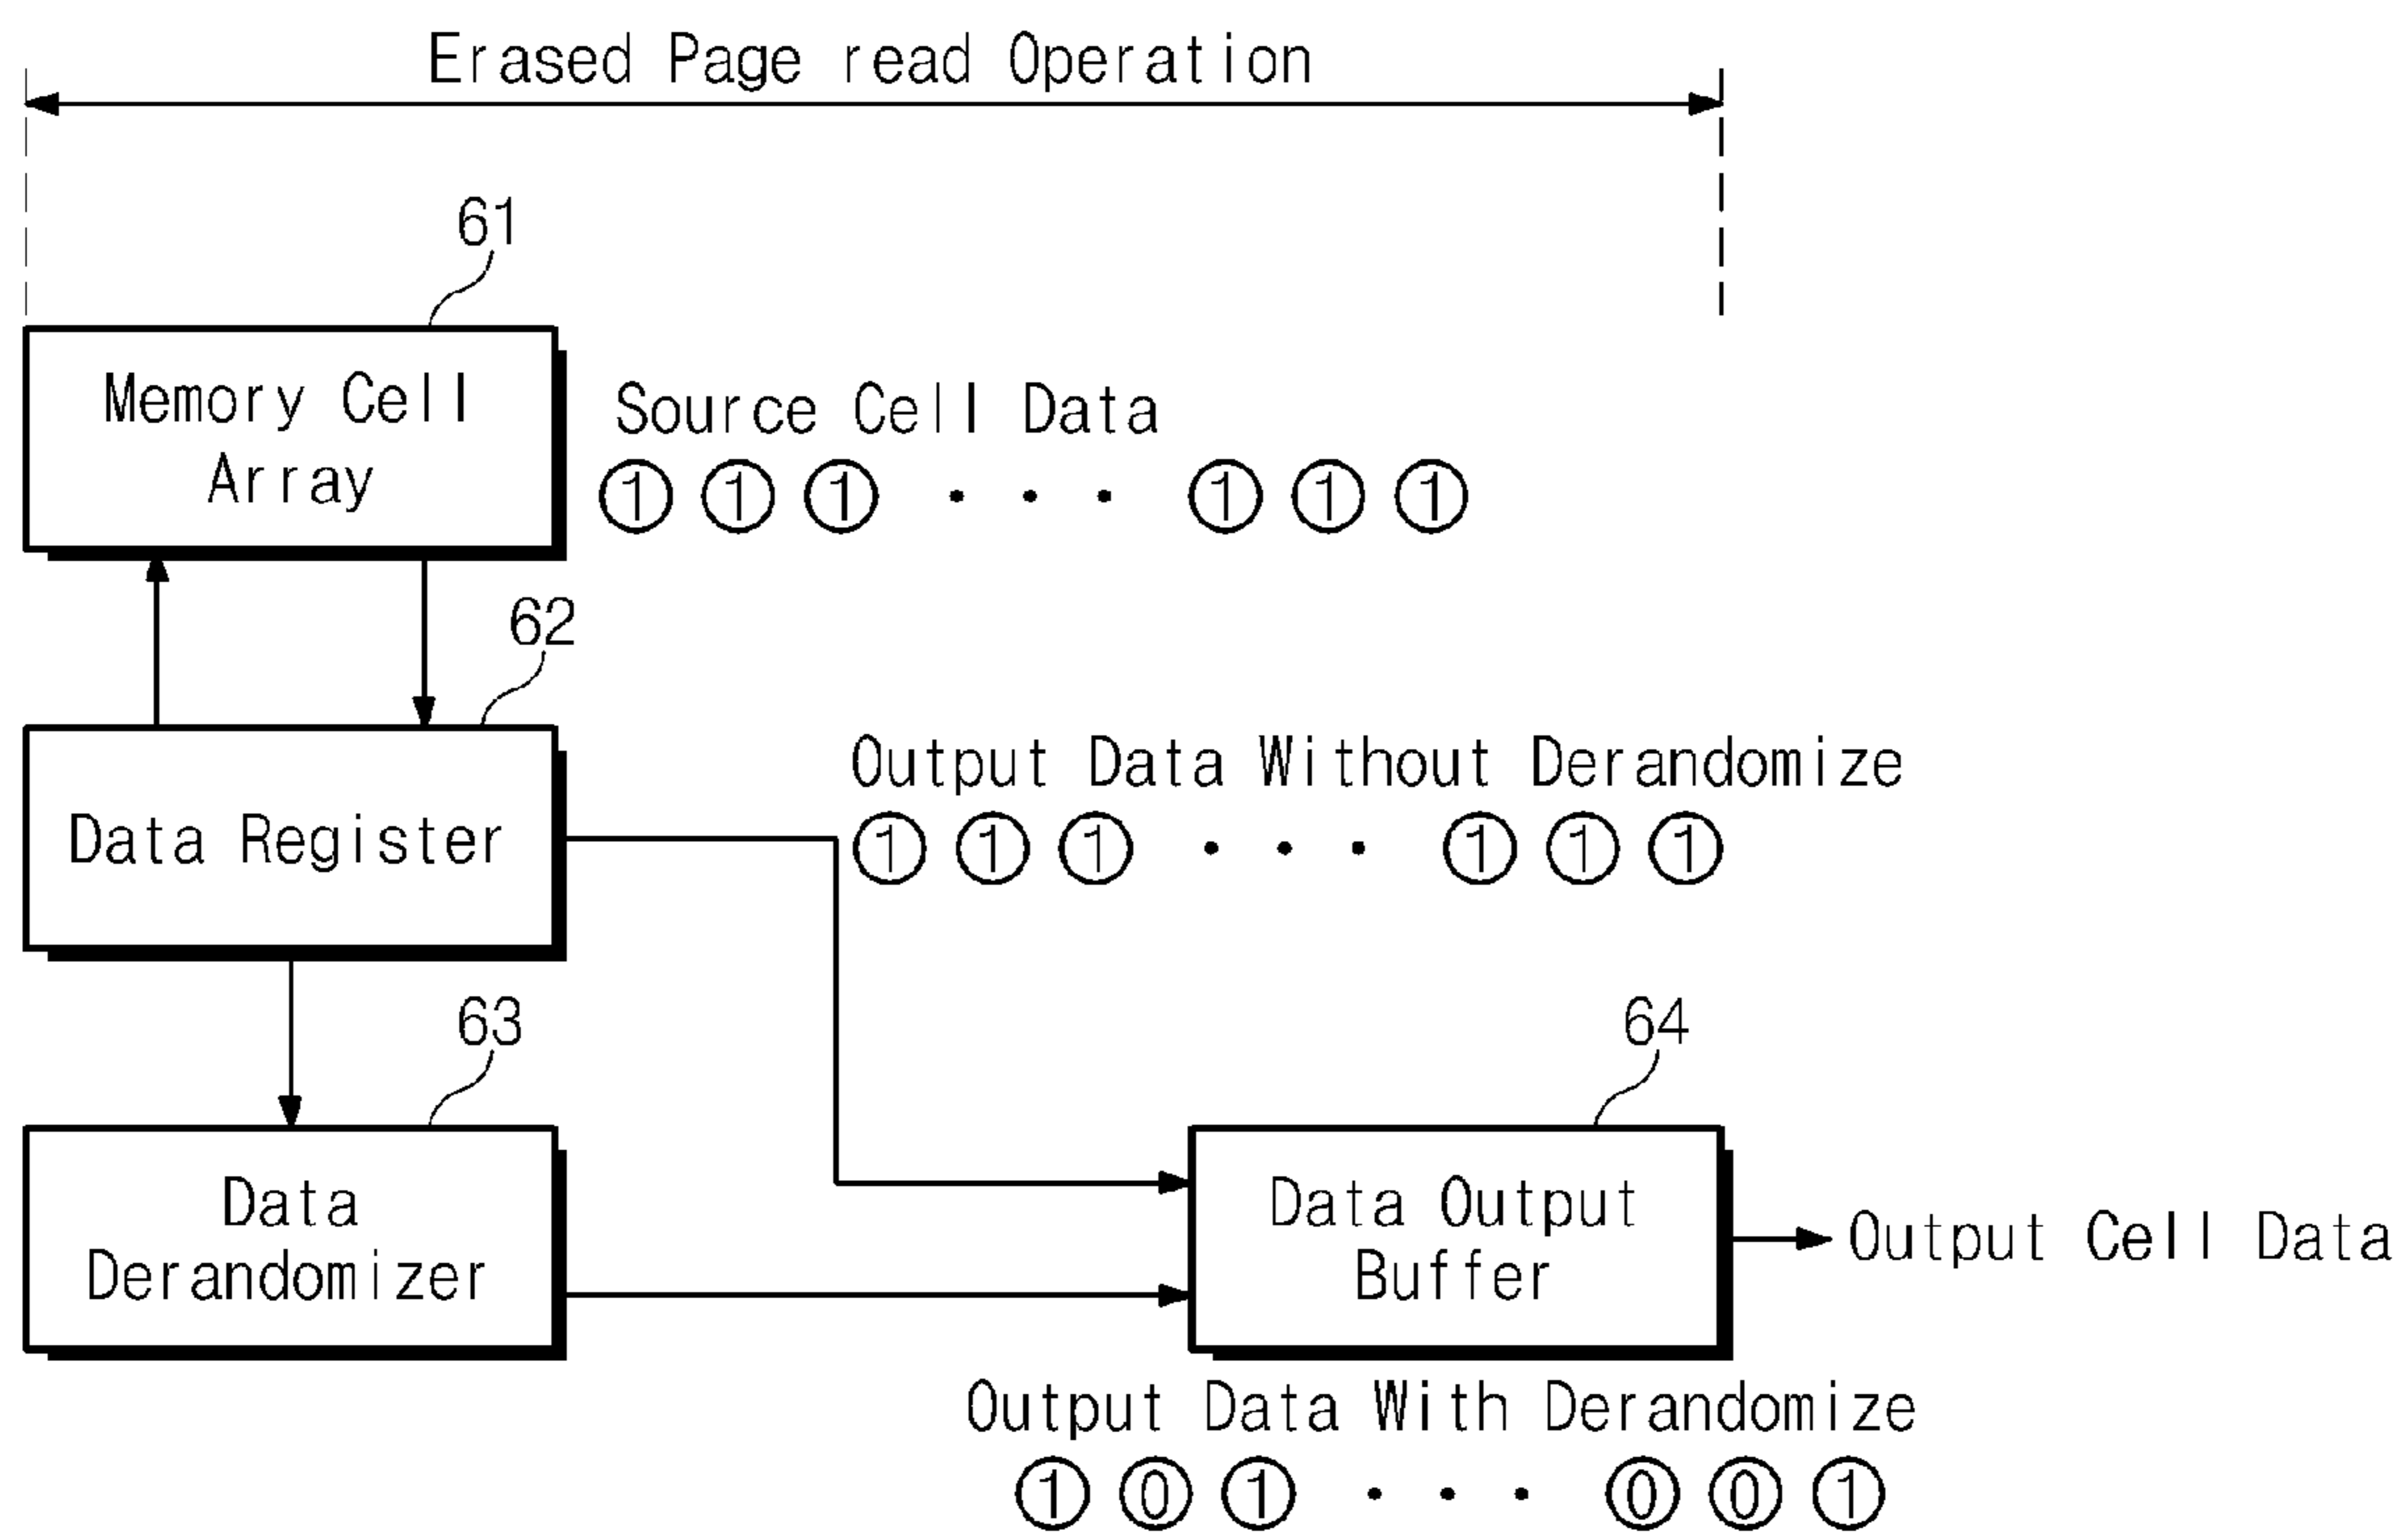 Erased Page read Operation
61
Memory Cell
Array
Source Cell Data
1 1 1 · · · 1 1 1
62
Data Register
Output Data Without Derandomize
1 1 1 · · · 1 1 1
63
Data
Derandomizer
64
Data Output
Buffer
Output Cell Data
Output Data With Derandomize
1 0 1 · · · 0 0 1